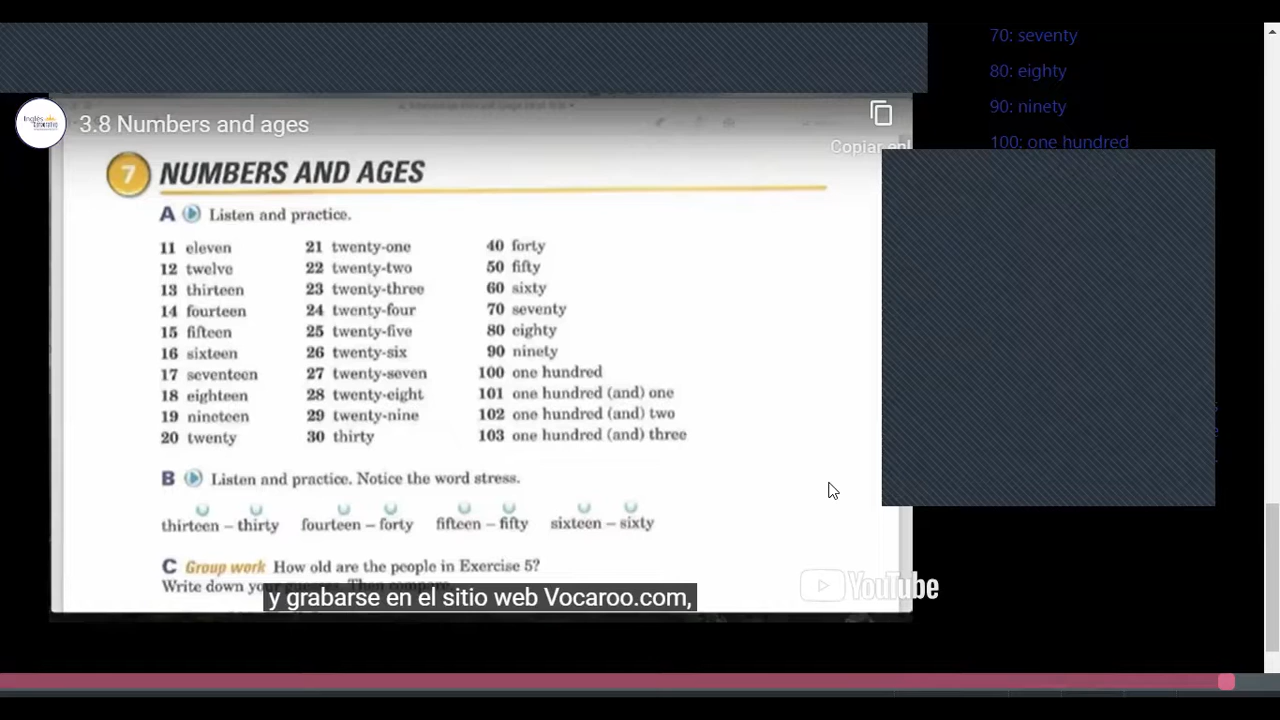 70: seventy
80: eighty
90: ninety
100: one hundred
3.8 Numbers and ages
Copiar enl
7 NUMBERS AND AGES
A Listen and practice.
11 eleven 21 twenty-one 40 forty
12 twelve 22 twenty-two 50 fifty
13 thirteen 23 twenty-three 60 sixty
14 fourteen 24 twenty-four 70 seventy
15 fifteen 25 twenty-five 80 eighty
16 sixteen 26 twenty-six 90 ninety
17 seventeen 27 twenty-seven 100 one hundred
18 eighteen 28 twenty-eight 101 one hundred (and) one
19 nineteen 29 twenty-nine 102 one hundred (and) two
20 twenty 30 thirty 103 one hundred (and) three
B Listen and practice. Notice the word stress.
thirteen – thirty fourteen – forty fifteen – fifty sixteen – sixty
C Group work How old are the people in Exercise 5?
Write down
y grabarse en el sitio web Vocaroo.com,
YouTube